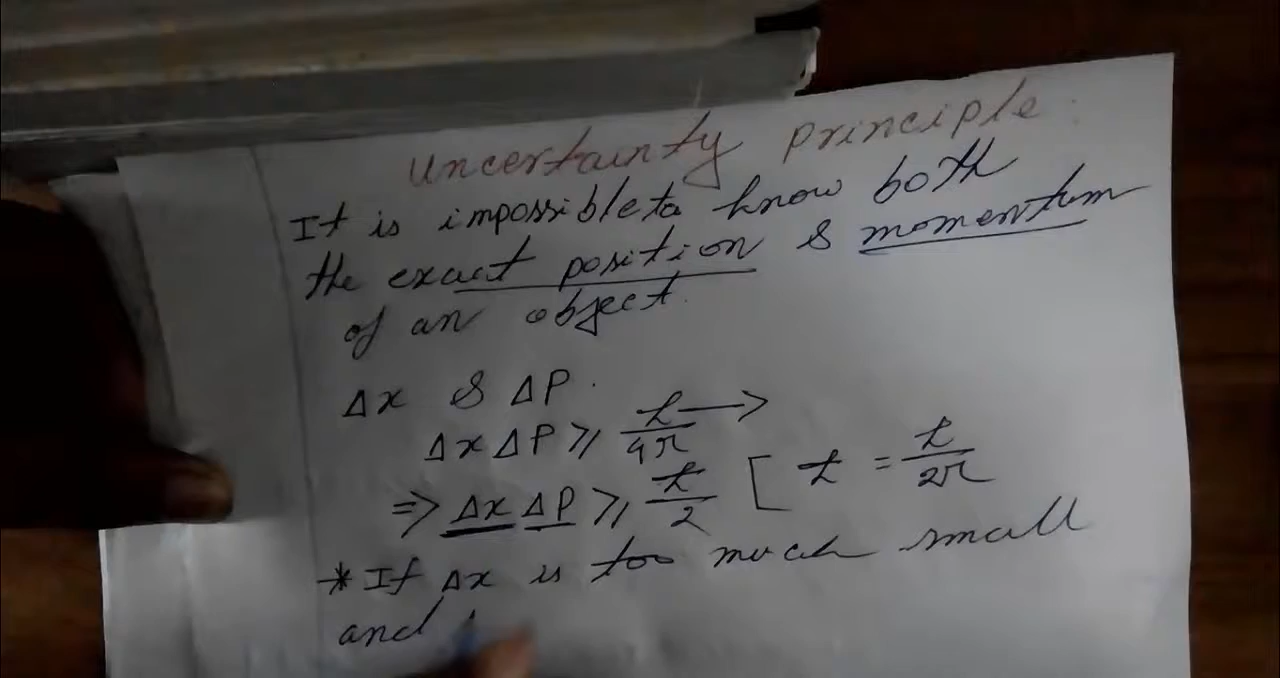 uncertainty principle:
It is impossible to know both
the exact position & momentum
of an object.
Δx & ΔP.
Δx ΔP ≥ h/4π →
⇒ Δx ΔP ≥ ħ/2 [ ħ = ħ/2π
* If Δx is too much small
and